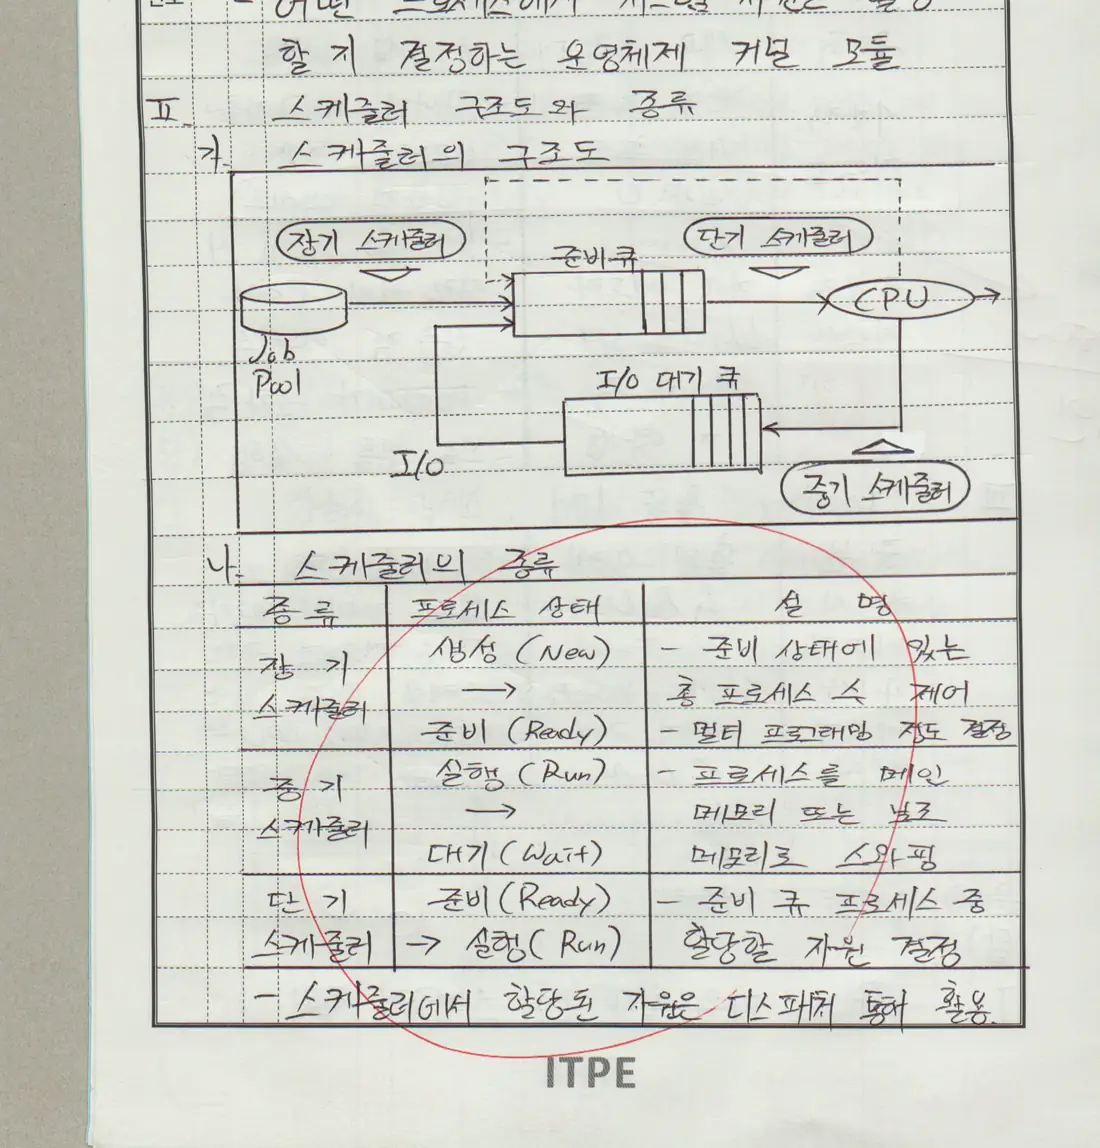 할 지 결정하는 운영체제 커널 모듈
Ⅱ. 스케줄러 구조도와 종류
가. 스케줄러의 구조도
장기 스케줄러
단기 스케줄러
준비 큐
CPU
Job
Pool
I/O 대기 큐
I/O
중기 스케줄러
나. 스케줄러의 종류
종류 프로세스 상태 설 명
장 기
스케줄러
생성 (New)
→
준비 (Ready)
- 준비 상태에 있는
총 프로세스 수 제어
- 멀티 프로그래밍 정도 결정
중 기
스케줄러
실행 (Run)
→
대기 (Wait)
- 프로세스를 메인
메모리 또는 보조
메모리로 스와핑
단 기
스케줄러
준비 (Ready)
→ 실행 (Run)
- 준비 큐 프로세스 중
할당할 자원 결정
- 스케줄러에서 할당된 자원은 디스패처 통해 활용.
ITPE